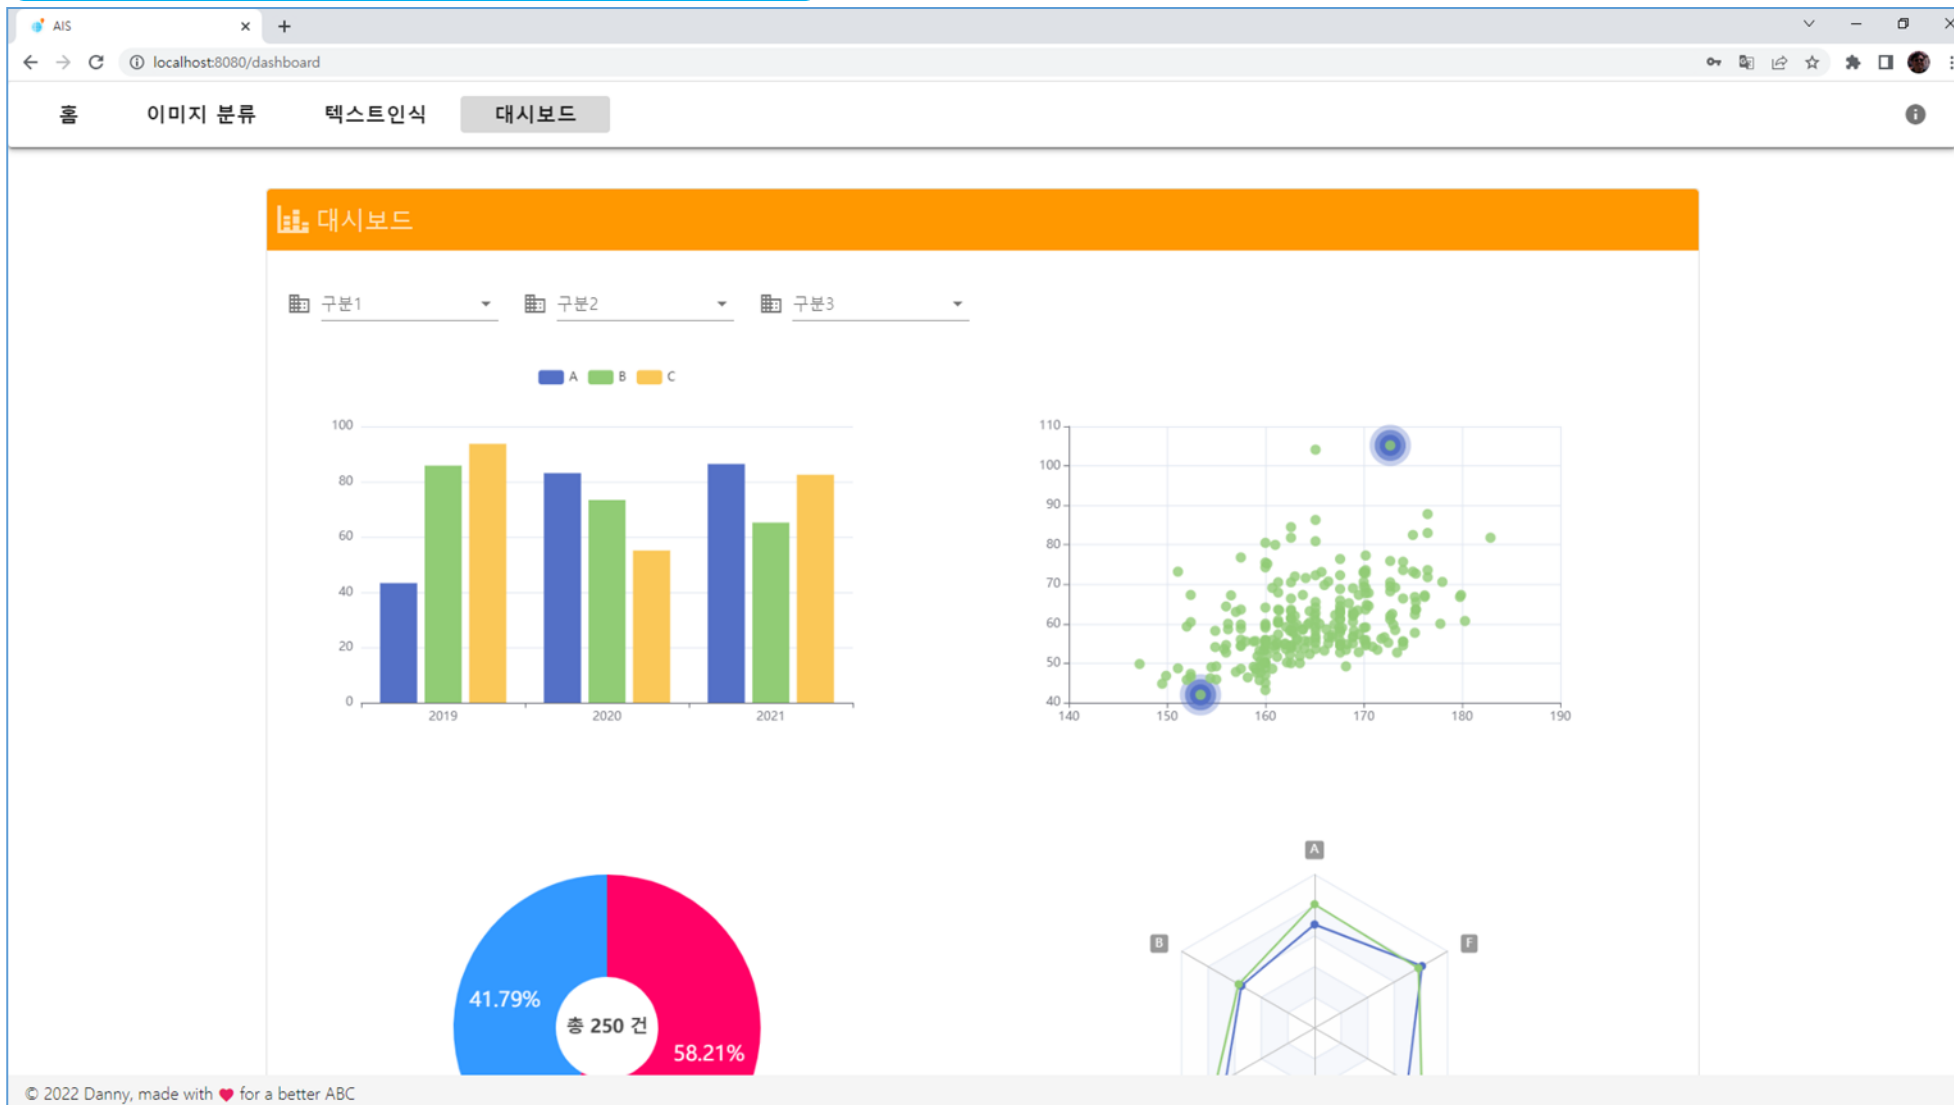 AIS
localhost:8080/dashboard
홈 이미지 분류 텍스트인식 대시보드
대시보드
구분1 구분2 구분3
A B C
100
80
60
40
20
0
2019 2020 2021
110
100
90
80
70
60
50
40
140 150 160 170 180 190
41.79%
총 250 건
58.21%
A
B
F
© 2022 Danny, made with ♥ for a better ABC